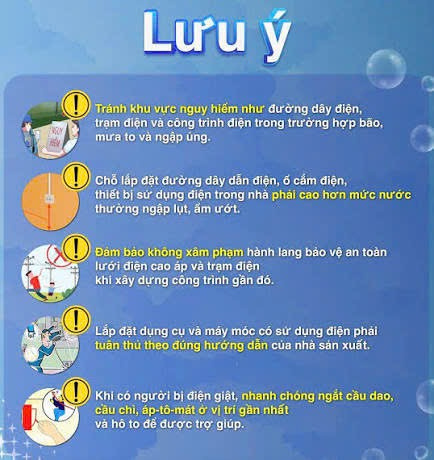 Lưu ý
Tránh khu vực nguy hiểm như đường dây điện,
trạm điện và công trình điện trong trường hợp bão,
mưa to và ngập úng.
Chỗ lắp đặt đường dây dẫn điện, ổ cắm điện,
thiết bị sử dụng điện trong nhà phải cao hơn mức nước
thường ngập lụt, ẩm ướt.
Đảm bảo không xâm phạm hành lang bảo vệ an toàn
lưới điện cao áp và trạm điện
khi xây dựng công trình gần đó.
Lắp đặt dụng cụ và máy móc có sử dụng điện phải
tuân thủ theo đúng hướng dẫn của nhà sản xuất.
Khi có người bị điện giật, nhanh chóng ngắt cầu dao,
cầu chì, áp-tô-mát ở vị trí gần nhất
và hô to để được trợ giúp.